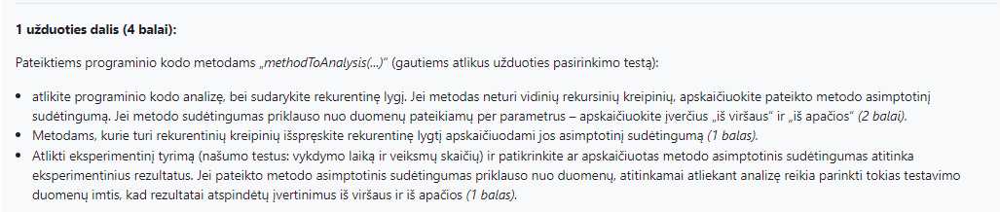 1 užduoties dalis (4 balai):
Pateiktiems programinio kodo metodams „methodToAnalysis(...)“ (gautiems atlikus užduoties pasirinkimo testą):
• atlikite programinio kodo analizę, bei sudarykite rekurentinę lygį. Jei metodas neturi vidinių rekursinių kreipinių, apskaičiuokite pateikto metodo asimptotinį
sudėtingumą. Jei metodo sudėtingumas priklauso nuo duomenų pateikiamų per parametrus – apskaičiuokite įverčius „iš viršaus“ ir „iš apačios“ (2 balai).
• Metodams, kurie turi rekurentinių kreipinių išspręskite rekurentinę lygtį apskaičiuodami jos asimptotinį sudėtingumą (1 balas).
• Atlikti eksperimentinį tyrimą (našumo testus: vykdymo laiką ir veiksmų skaičių) ir patikrinkite ar apskaičiuotas metodo asimptotinis sudėtingumas atitinka
eksperimentinius rezultatus. Jei pateikto metodo asimptotinis sudėtingumas priklauso nuo duomenų, atitinkamai atliekant analizę reikia parinkti tokias testavimo
duomenų imtis, kad rezultatai atspindėtų įvertinimus iš viršaus ir iš apačios (1 balas).